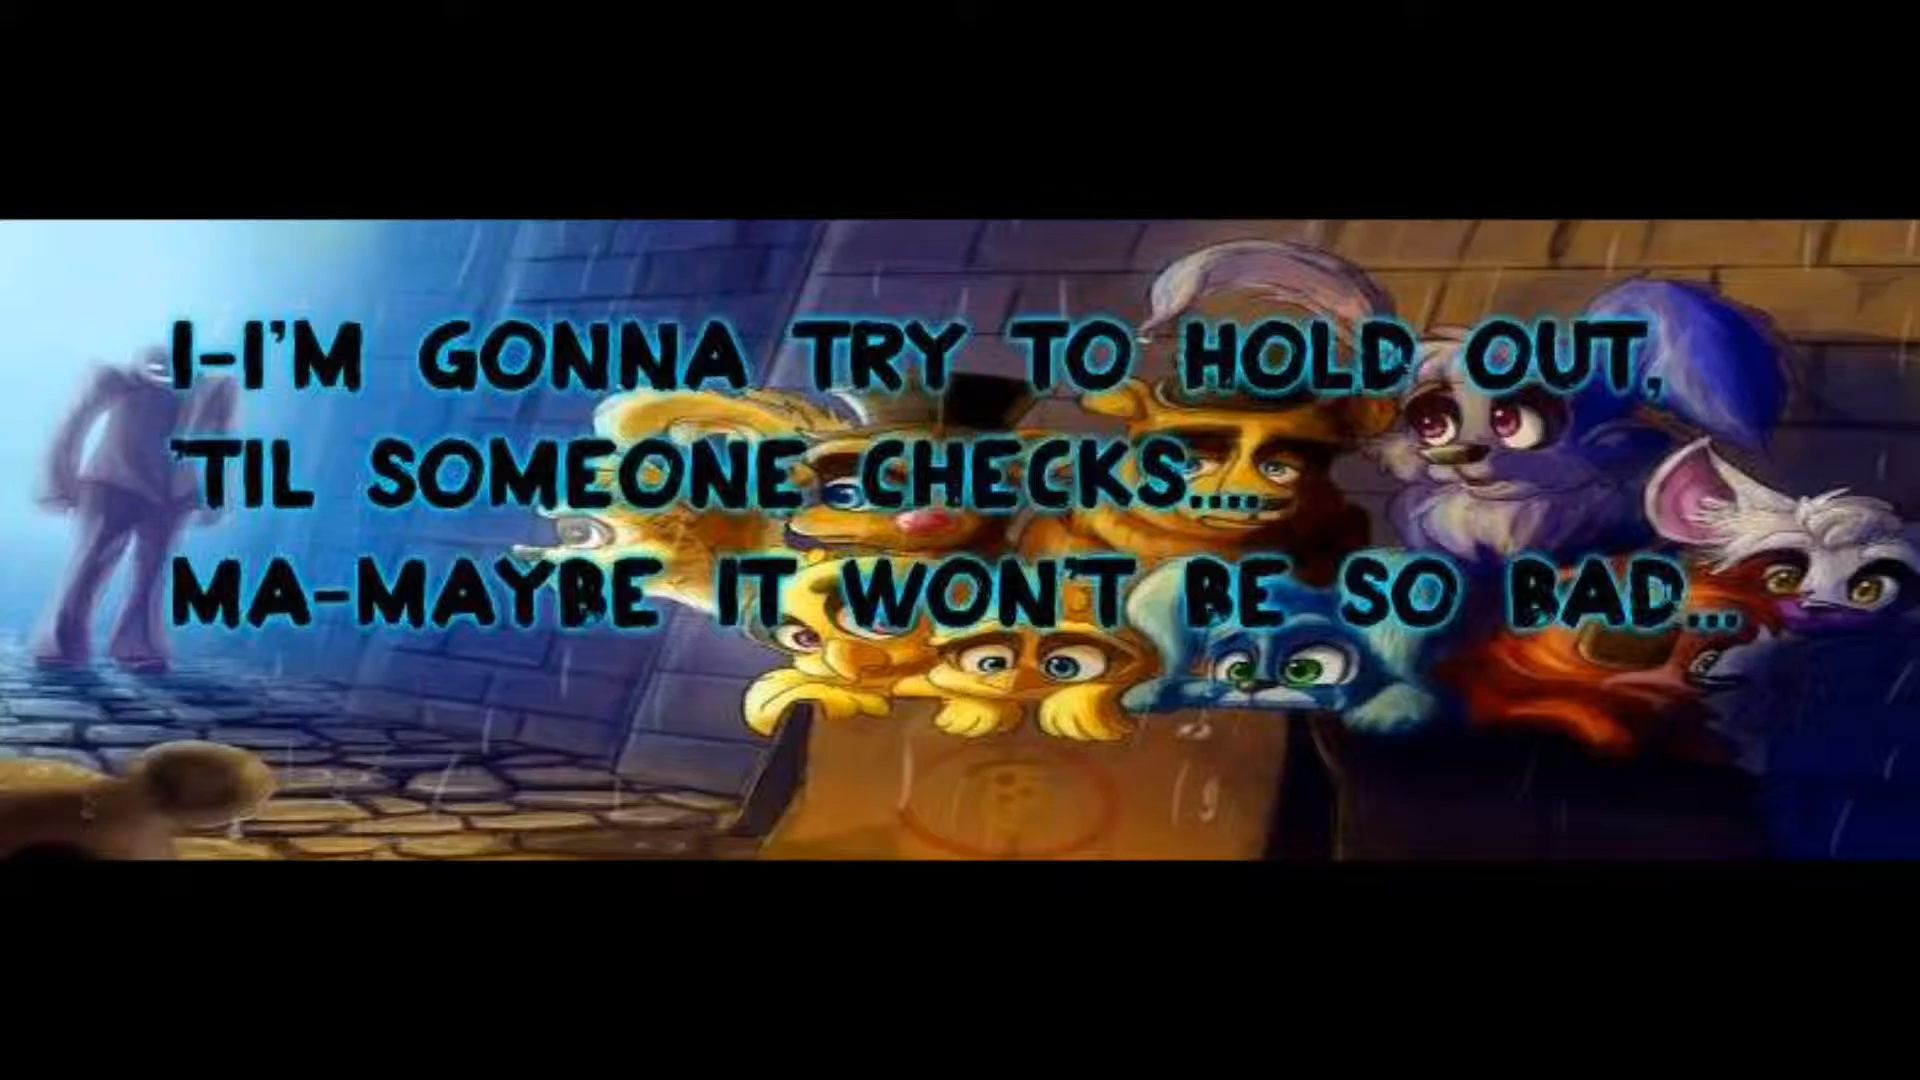 I-I'M GONNA TRY TO HOLD OUT,
'TIL SOMEONE CHECKS....
MA-MAYBE IT WON'T BE SO BAD...